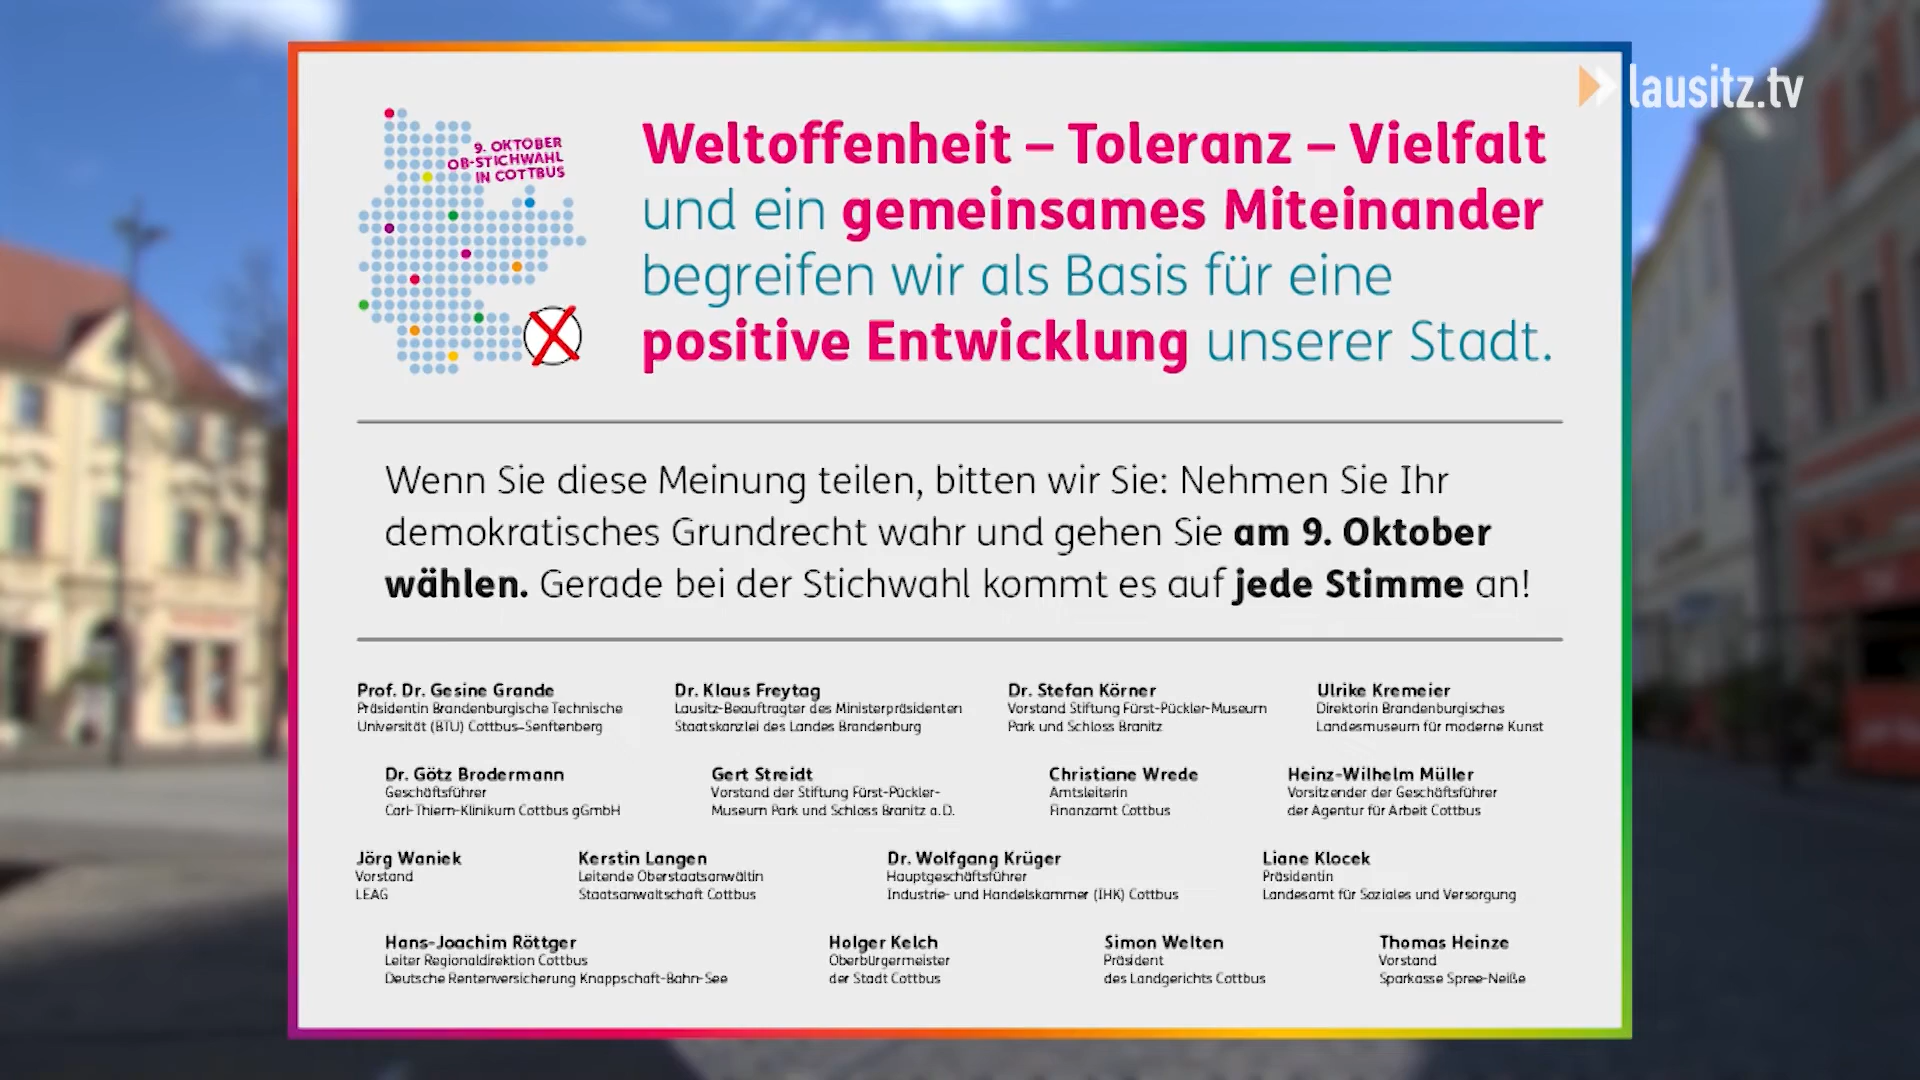 lausitz.tv
9. OKTOBER
OB-STICHWAHL
IN COTTBUS
Weltoffenheit – Toleranz – Vielfalt
und ein gemeinsames Miteinander
begreifen wir als Basis für eine
positive Entwicklung unserer Stadt.
Wenn Sie diese Meinung teilen, bitten wir Sie: Nehmen Sie Ihr
demokratisches Grundrecht wahr und gehen Sie am 9. Oktober
wählen. Gerade bei der Stichwahl kommt es auf jede Stimme an!
Prof. Dr. Gesine Grande
Präsidentin Brandenburgische Technische
Universität (BTU) Cottbus–Senftenberg
Dr. Klaus Freytag
Lausitz-Beauftragter des Ministerpräsidenten
Staatskanzlei des Landes Brandenburg
Dr. Stefan Körner
Vorstand Stiftung Fürst-Pückler-Museum
Park und Schloss Branitz
Ulrike Kremeier
Direktorin Brandenburgisches
Landesmuseum für moderne Kunst
Dr. Götz Brodermann
Geschäftsführer
Carl-Thiem-Klinikum Cottbus gGmbH
Gert Streidt
Vorstand der Stiftung Fürst-Pückler-
Museum Park und Schloss Branitz a.D.
Christiane Wrede
Amtsleiterin
Finanzamt Cottbus
Heinz-Wilhelm Müller
Vorsitzender der Geschäftsführer
der Agentur für Arbeit Cottbus
Jörg Waniek
Vorstand
LEAG
Kerstin Langen
Leitende Oberstaatsanwältin
Staatsanwaltschaft Cottbus
Dr. Wolfgang Krüger
Hauptgeschäftsführer
Industrie- und Handelskammer (IHK) Cottbus
Liane Klocek
Präsidentin
Landesamt für Soziales und Versorgung
Hans-Joachim Röttger
Leiter Regionaldirektion Cottbus
Deutsche Rentenversicherung Knappschaft-Bahn-See
Holger Kelch
Oberbürgermeister
der Stadt Cottbus
Simon Welten
Präsident
des Landgerichts Cottbus
Thomas Heinze
Vorstand
Sparkasse Spree-Neiße